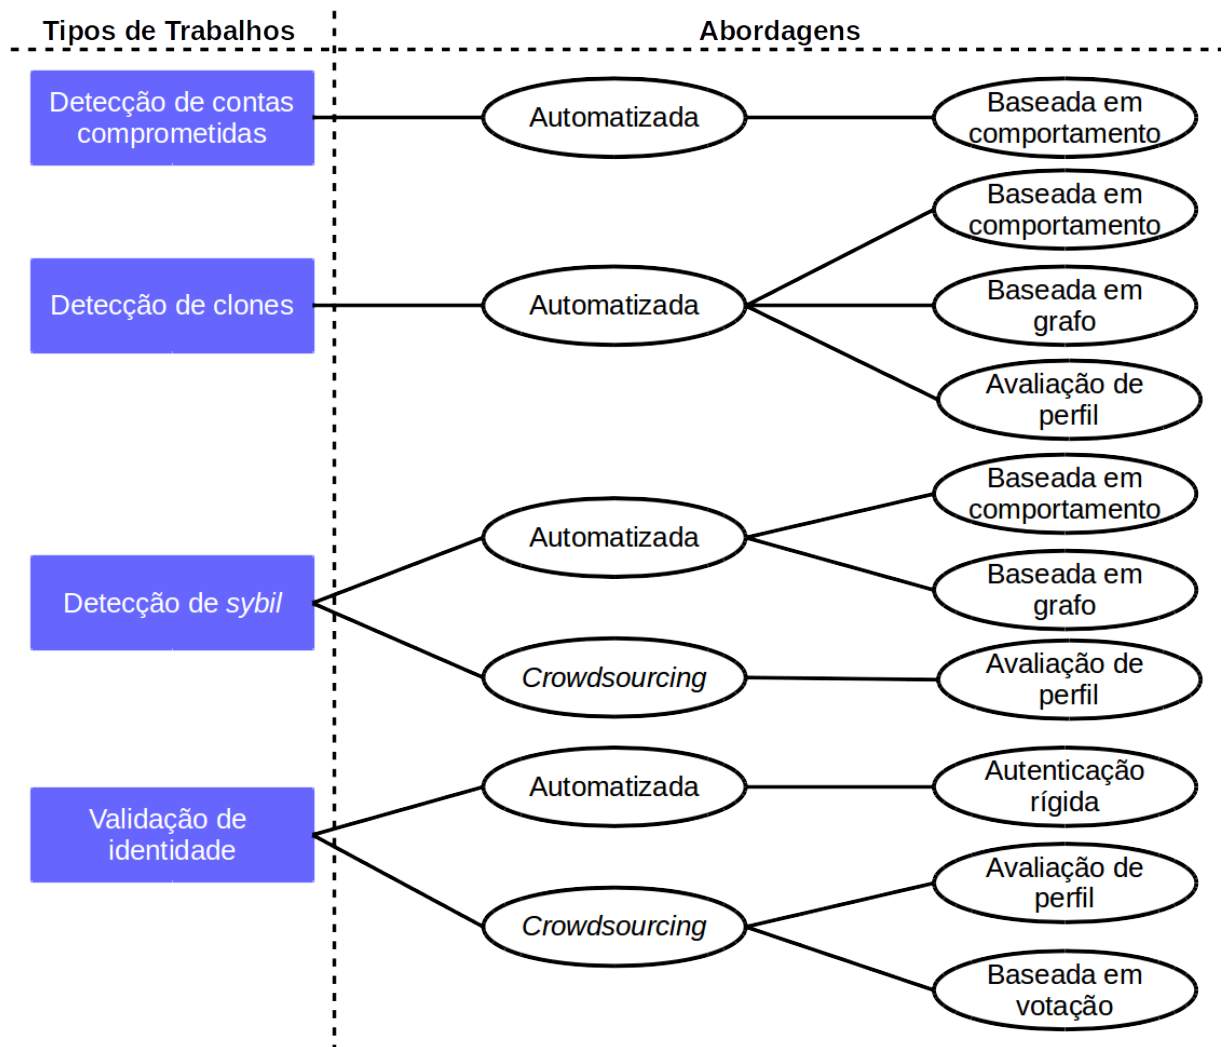 Tipos de Trabalhos
Abordagens
Detecção de contas
comprometidas
Automatizada
Baseada em
comportamento
Detecção de clones
Automatizada
Baseada em
comportamento
Baseada em
grafo
Avaliação de
perfil
Detecção de sybil
Automatizada
Baseada em
comportamento
Baseada em
grafo
Crowdsourcing
Avaliação de
perfil
Validação de
identidade
Automatizada
Autenticação
rígida
Crowdsourcing
Avaliação de
perfil
Baseada em
votação